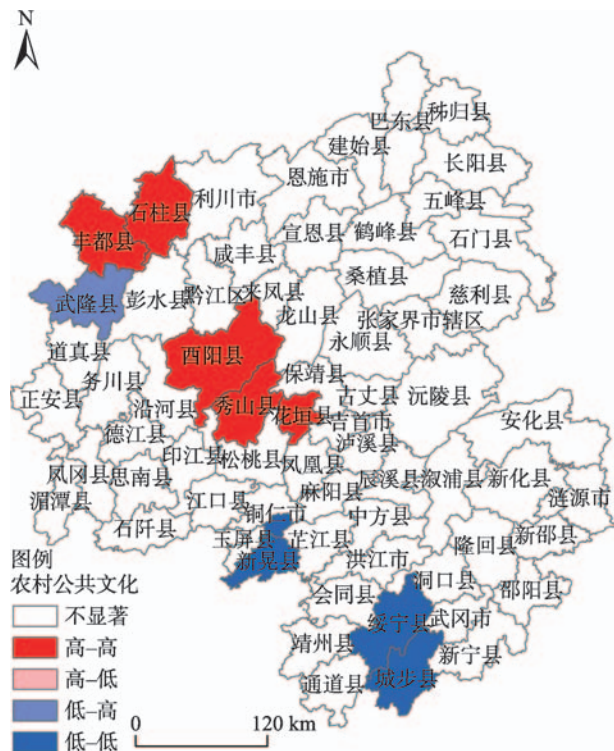 N
巴东县
秭归县
建始县
长阳县
恩施市
利川市
石柱县
五峰县
丰都县
宣恩县
鹤峰县
石门县
咸丰县
桑植县
武隆县
彭水县
黔江区
来凤县
慈利县
龙山县
张家界市辖区
永顺县
道真县
酉阳县
保靖县
务川县
正安县
古丈县
沅陵县
沿河县
秀山县
花垣县
吉首市
安化县
德江县
泸溪县
印江县
松桃县
凤凰县
凤冈县
思南县
辰溪县
溆浦县
新化县
麻阳县
湄潭县
江口县
涟源市
铜仁市
中方县
石阡县
玉屏县
芷江县
新邵县
隆回县
新晃县
洪江市
洞口县
会同县
邵阳县
绥宁县
武冈市
靖州县
新宁县
城步县
通道县
图例
农村公共文化
不显著
高–高
高–低
低–高
低–低
0 120 km